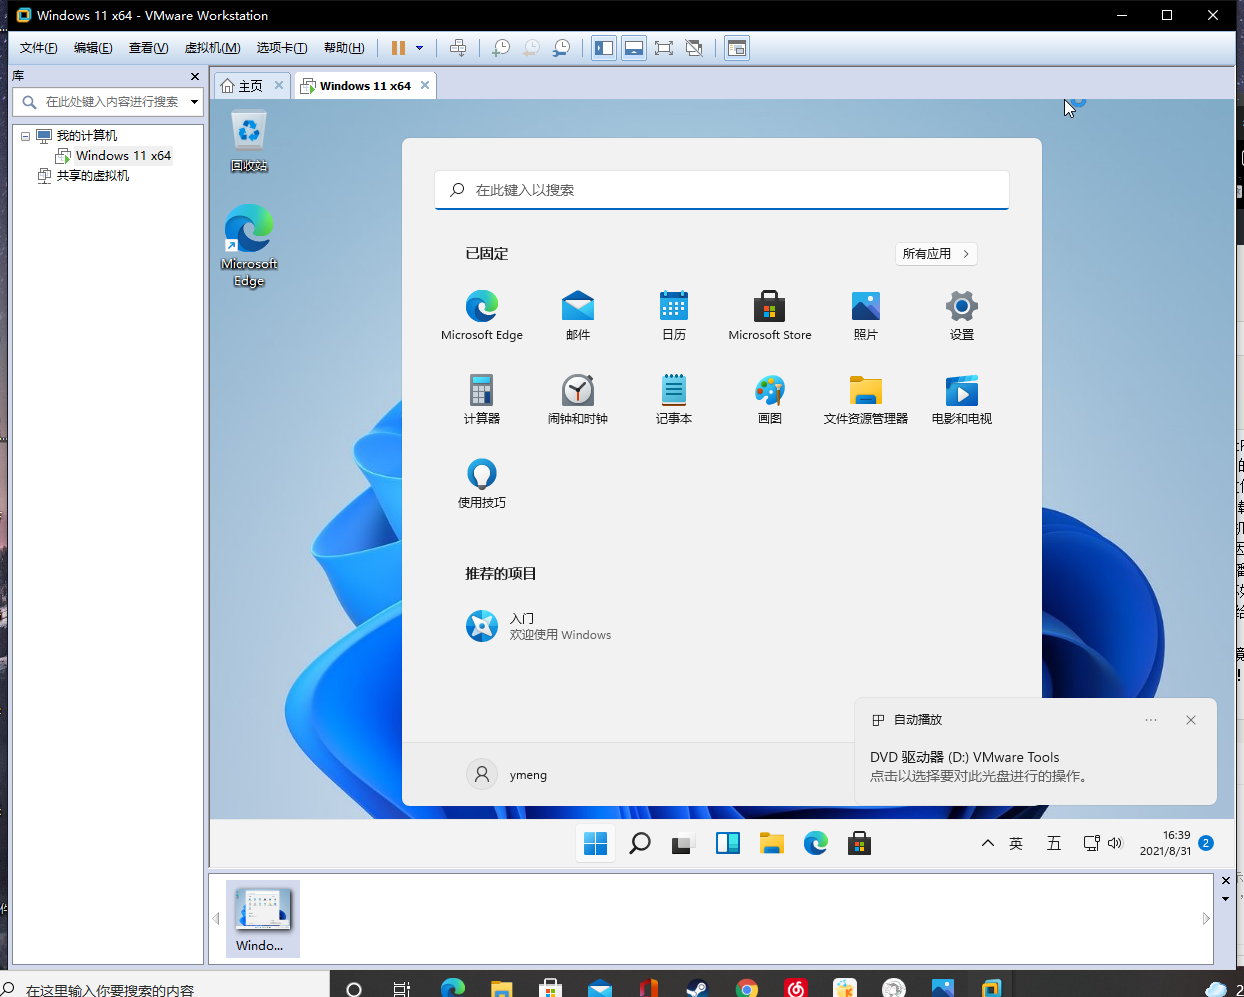 Windows 11 x64 - VMware Workstation
文件(F) 编辑(E) 查看(V) 虚拟机(M) 选项卡(T) 帮助(H)
库
在此处键入内容进行搜索
我的计算机
Windows 11 x64
共享的虚拟机
主页 Windows 11 x64
回收站
Microsoft
Edge
在此键入以搜索
已固定 所有应用
Microsoft Edge 邮件 日历 Microsoft Store 照片 设置
计算器 闹钟和时钟 记事本 画图 文件资源管理器 电影和电视
使用技巧
推荐的项目
入门
欢迎使用 Windows
自动播放
DVD 驱动器 (D:) VMware Tools
点击以选择要对此光盘进行的操作。
ymeng
英 五 16:39
2021/8/31 2
Windo...
在这里输入你要搜索的内容